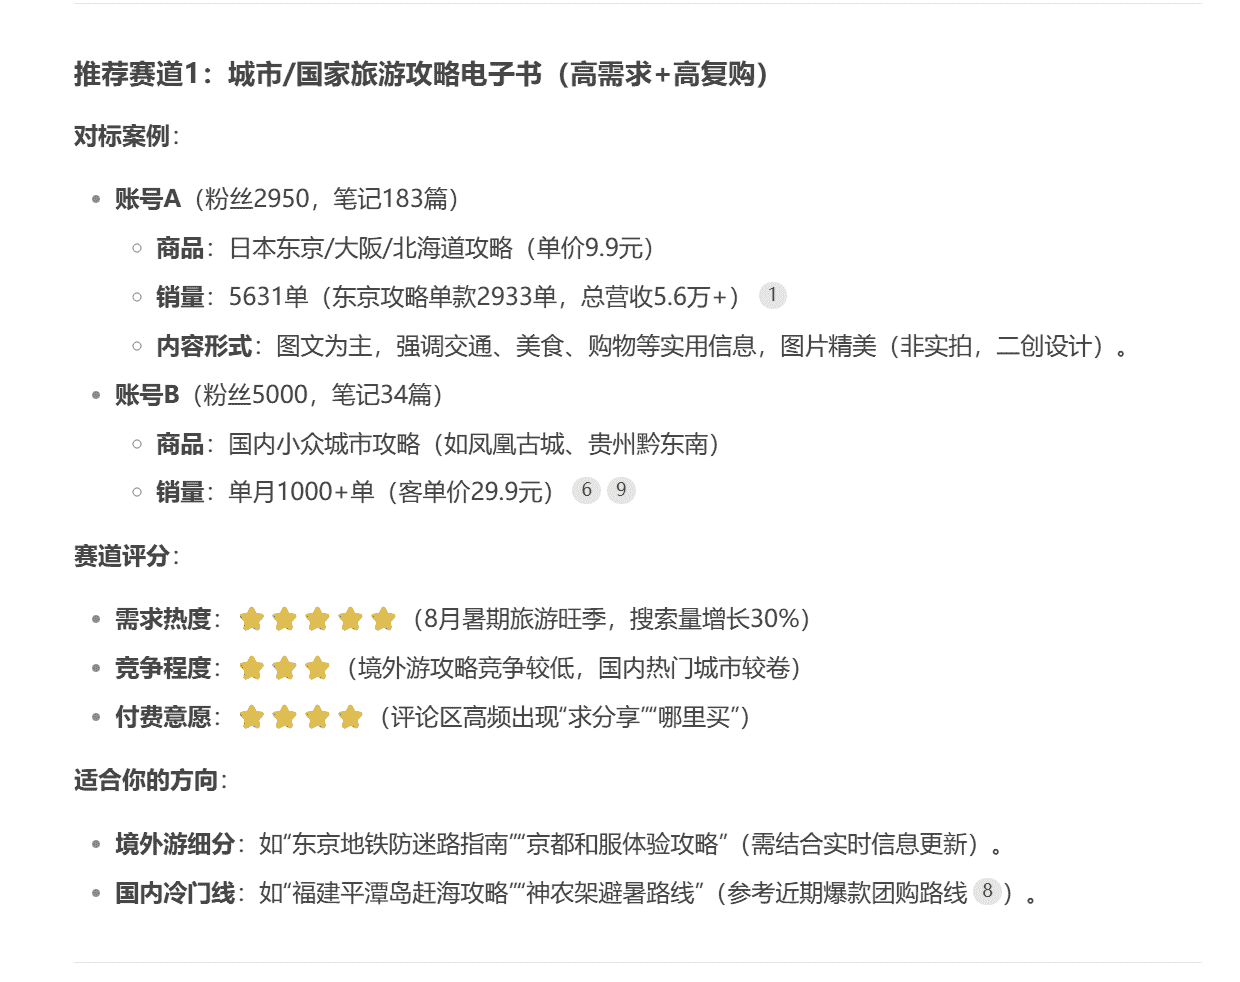 推荐赛道1：城市/国家旅游攻略电子书（高需求+高复购）
对标案例：
账号A（粉丝2950，笔记183篇）
商品：日本东京/大阪/北海道攻略（单价9.9元）
销量：5631单（东京攻略单款2933单，总营收5.6万+） 1
内容形式：图文为主，强调交通、美食、购物等实用信息，图片精美（非实拍，二创设计）。
账号B（粉丝5000，笔记34篇）
商品：国内小众城市攻略（如凤凰古城、贵州黔东南）
销量：单月1000+单（客单价29.9元） 6 9
赛道评分：
需求热度：⭐⭐⭐⭐⭐（8月暑期旅游旺季，搜索量增长30%）
竞争程度：⭐⭐⭐（境外游攻略竞争较低，国内热门城市较卷）
付费意愿：⭐⭐⭐⭐（评论区高频出现“求分享”“哪里买”）
适合你的方向：
境外游细分：如“东京地铁防迷路指南”“京都和服体验攻略”（需结合实时信息更新）。
国内冷门线：如“福建平潭岛赶海攻略”“神农架避暑路线”（参考近期爆款团购路线 8）。